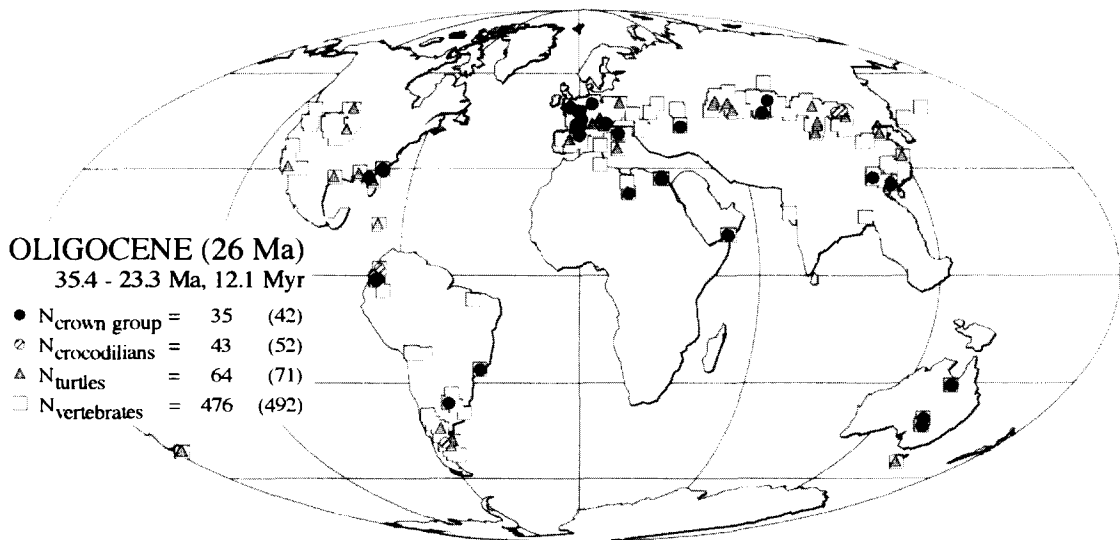 OLIGOCENE (26 Ma)
35.4 - 23.3 Ma, 12.1 Myr
● N crown group = 35 (42)
N crocodilians = 43 (52)
N turtles = 64 (71)
N vertebrates = 476 (492)